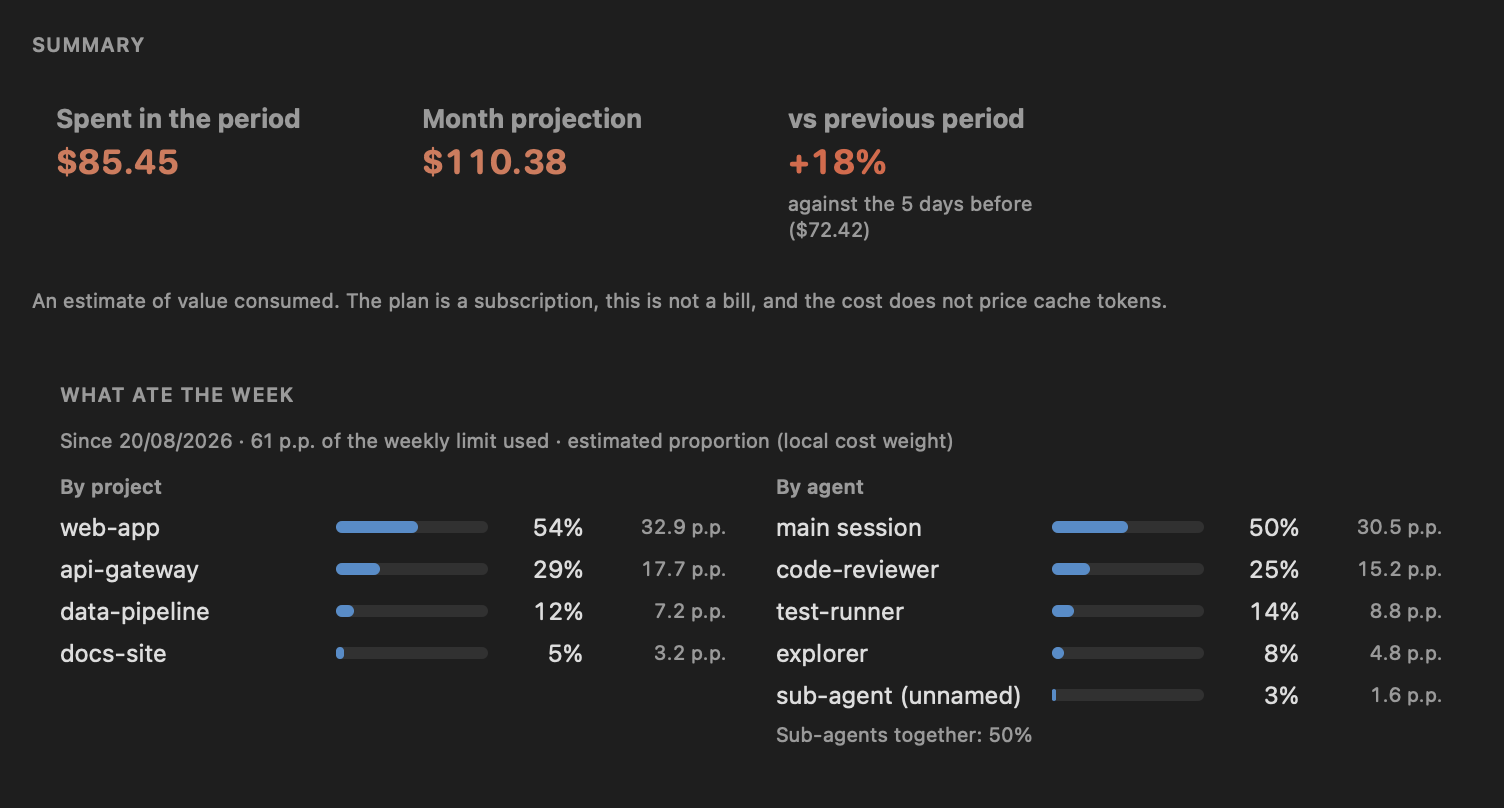 SUMMARY
Spent in the period
$85.45
Month projection
$110.38
vs previous period
+18%
against the 5 days before
($72.42)
An estimate of value consumed. The plan is a subscription, this is not a bill, and the cost does not price cache tokens.
WHAT ATE THE WEEK
Since 20/08/2026 · 61 p.p. of the weekly limit used · estimated proportion (local cost weight)
By project
web-app 54% 32.9 p.p.
api-gateway 29% 17.7 p.p.
data-pipeline 12% 7.2 p.p.
docs-site 5% 3.2 p.p.
By agent
main session 50% 30.5 p.p.
code-reviewer 25% 15.2 p.p.
test-runner 14% 8.8 p.p.
explorer 8% 4.8 p.p.
sub-agent (unnamed) 3% 1.6 p.p.
Sub-agents together: 50%